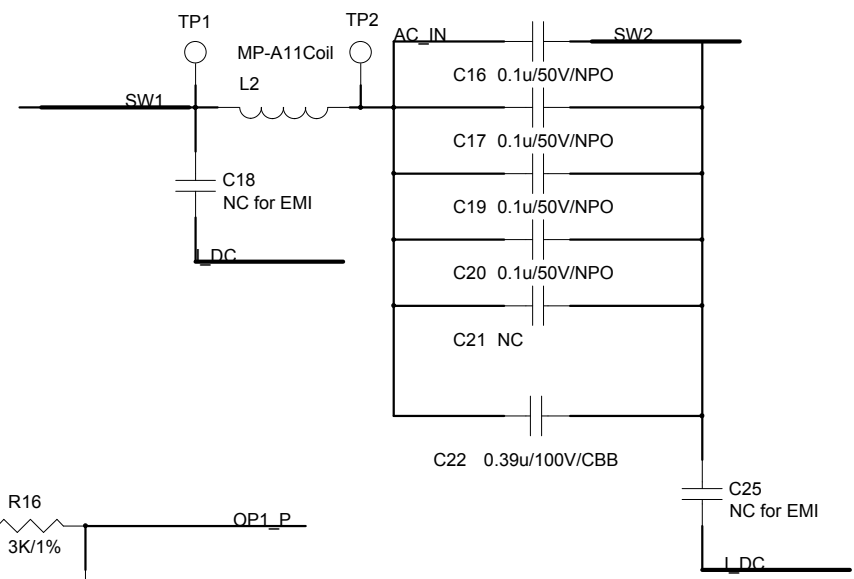 TP1
TP2
MP-A11Coil
L2
AC_IN
SW2
SW1
C16 0.1u/50V/NPO
C17 0.1u/50V/NPO
C18
NC for EMI
C19 0.1u/50V/NPO
I_DC
C20 0.1u/50V/NPO
C21 NC
C22 0.39u/100V/CBB
R16
3K/1%
OP1_P
C25
NC for EMI
I_DC